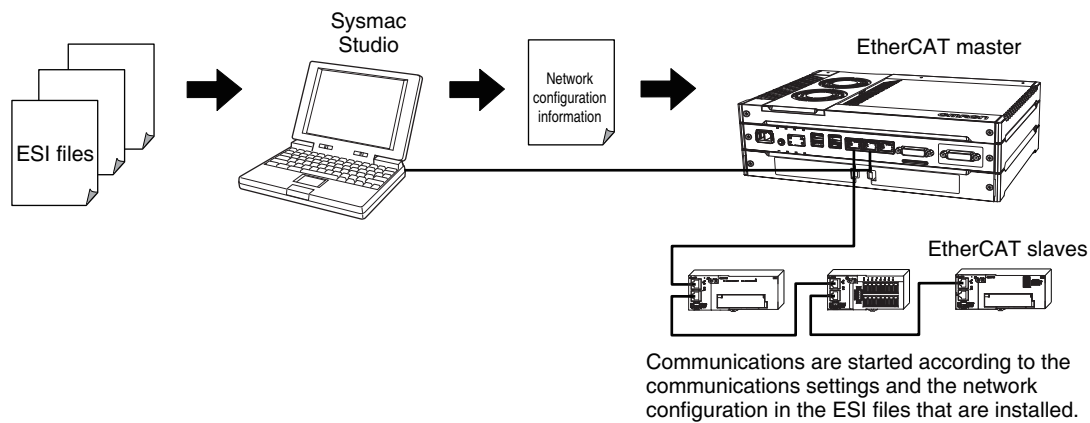 Sysmac
Studio
EtherCAT master
Network
configuration
information
ESI files
OMRON
EtherCAT slaves
Communications are started according to the
communications settings and the network
configuration in the ESI files that are installed.